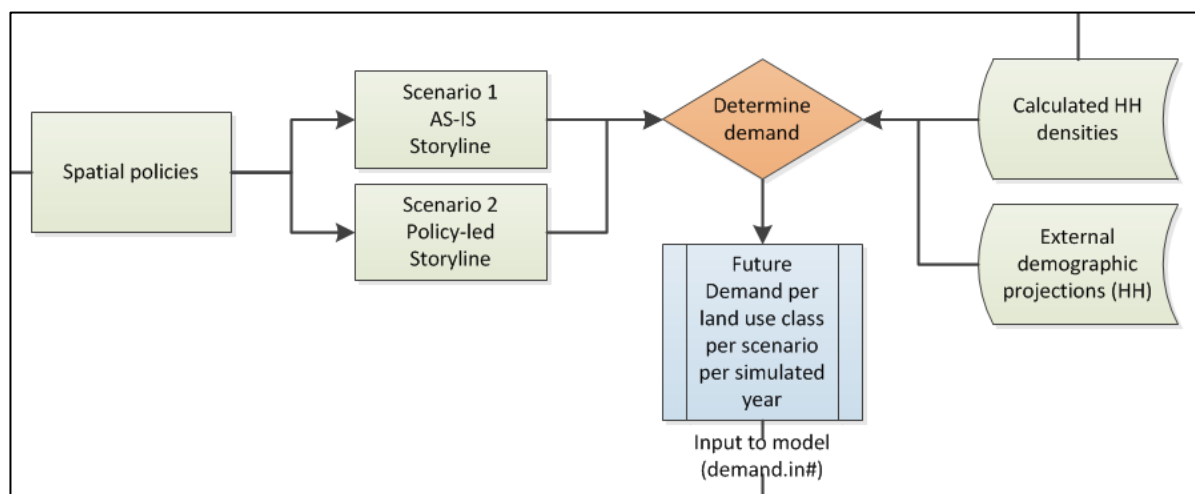 Spatial policies
Scenario 1
AS-IS
Storyline
Scenario 2
Policy-led
Storyline
Determine
demand
Future
Demand per
land use class
per scenario
per simulated
year
Input to model
(demand.in#)
Calculated HH
densities
External
demographic
projections (HH)